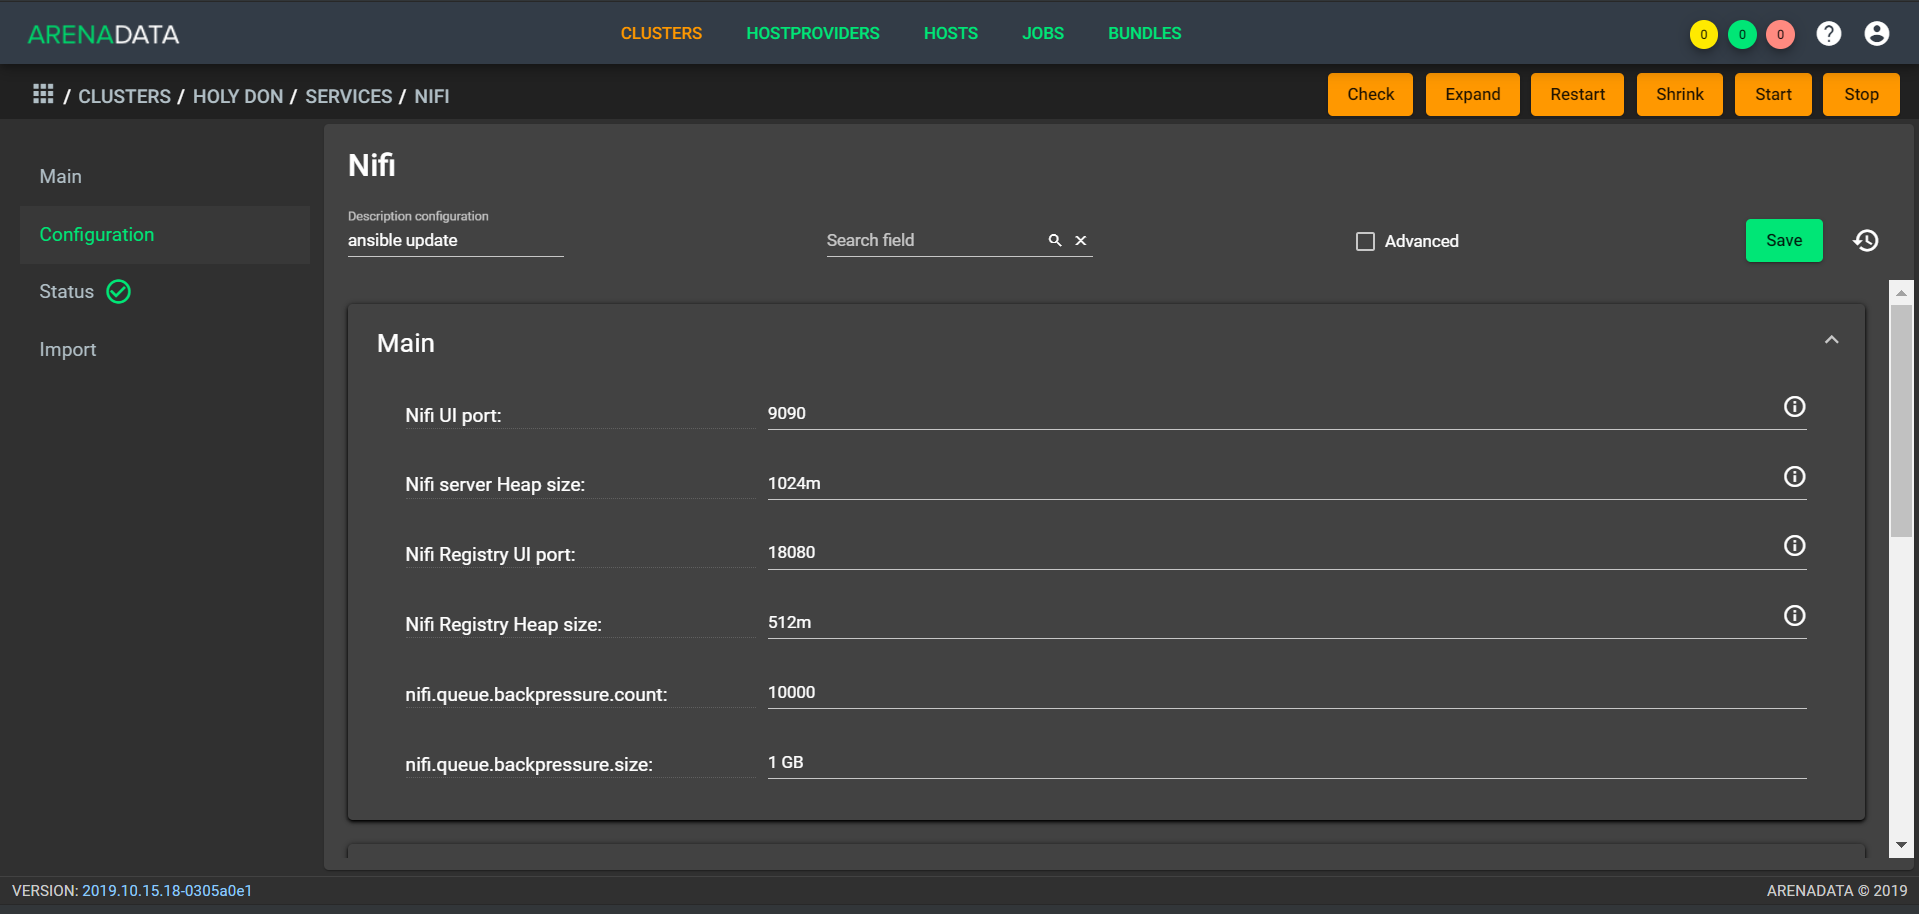 ARENADATA CLUSTERS HOSTPROVIDERS HOSTS JOBS BUNDLES 0 0 0 ?
/ CLUSTERS / HOLY DON / SERVICES / NIFI Check Expand Restart Shrink Start Stop
Main
Configuration
Status
Import
Nifi
Description configuration
ansible update Search field Advanced Save
Main
Nifi UI port: 9090
Nifi server Heap size: 1024m
Nifi Registry UI port: 18080
Nifi Registry Heap size: 512m
nifi.queue.backpressure.count: 10000
nifi.queue.backpressure.size: 1 GB
VERSION: 2019.10.15.18-0305a0e1 ARENADATA © 2019